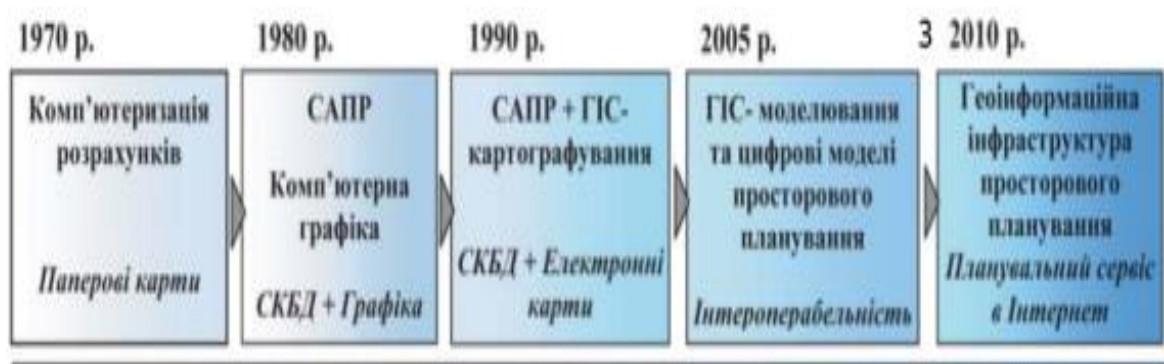 1970 р.
Комп’ютеризація
розрахунків
Паперові карти
1980 р.
САПР
Комп’ютерна
графіка
СКБД + Графіка
1990 р.
САПР + ГІС-
картографування
СКБД + Електронні
карти
2005 р.
ГІС- моделювання
та цифрові моделі
просторового
планування
Інтероперабельність
З 2010 р.
Геоінформаційна
інфраструктура
просторового
планування
Планувальний сервіс
в Інтернет